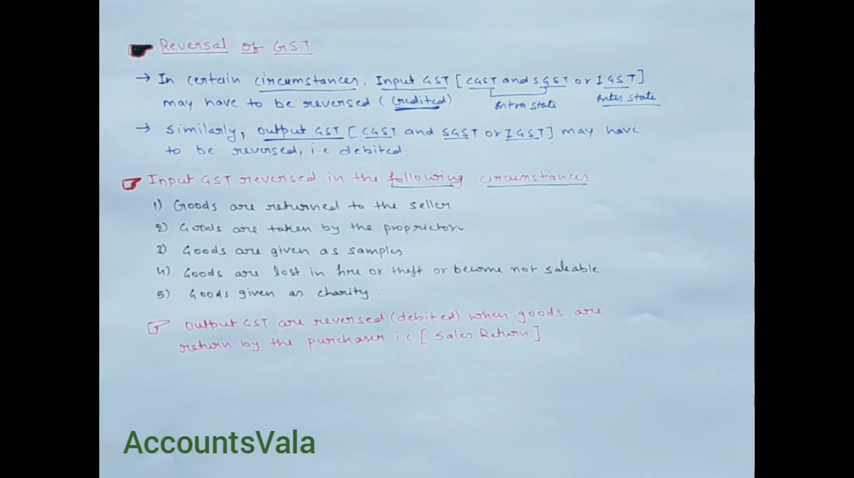 Reversal of GST
→ In certain circumstances, Input GST [CGST and SGST or IGST]
may have to be reversed (credited).
Intra state
Inter state
→ Similarly, output GST [CGST and SGST or IGST] may have
to be reversed, i.e debited.
Input GST reversed in the following circumstances.
1) Goods are returned to the seller
2) Goods are taken by the proprietor
3) Goods are given as samples
4) Goods are lost in fire or theft or become not saleable
5) Goods given as charity.
Output GST are reversed (debited) when goods are
return by the purchaser i.e [Sales Return]
AccountsVala